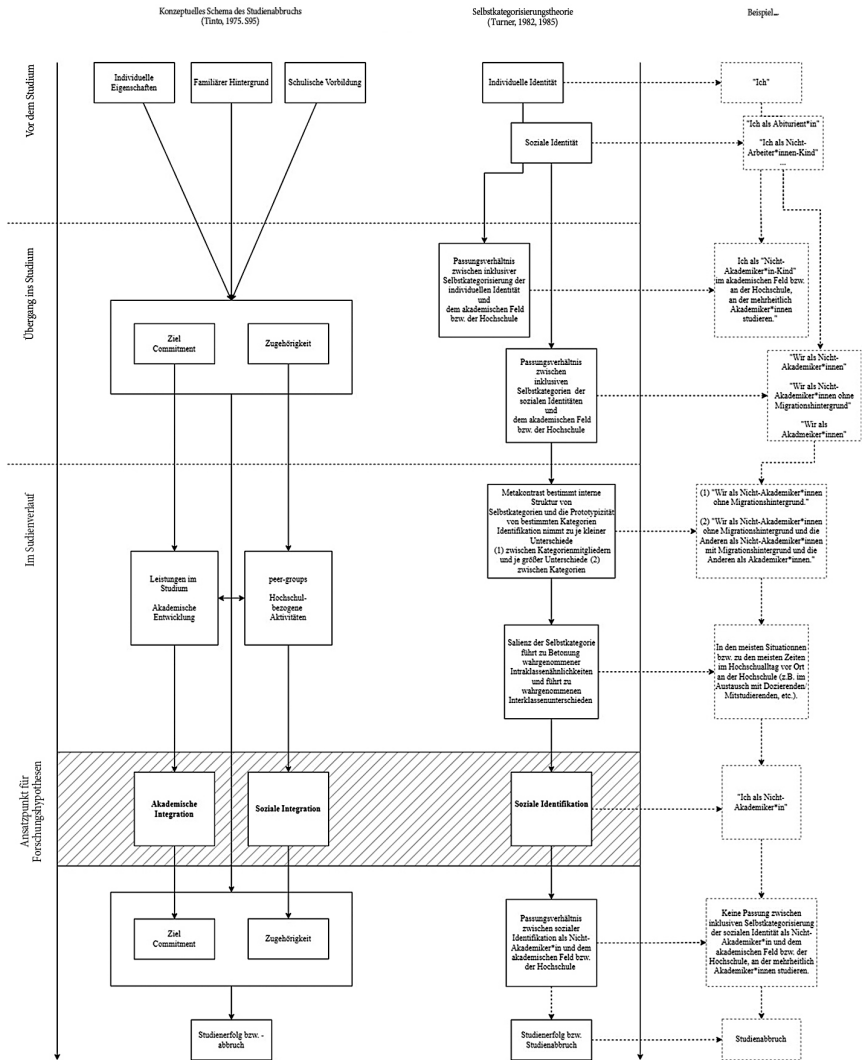 Konzeptuelles Schema des Studienabbruchs
(Tinto, 1975. S95)
Selbstkategorisierungstheorie
(Turner, 1982, 1985)
Beispiel...
Vor dem Studium
Individuelle
Eigenschaften
Familiärer Hintergrund
Schulische Vorbildung
Individuelle Identität
"Ich"
Soziale Identität
"Ich als Abiturient*in"
"Ich als Nicht-
Arbeiter*innen-Kind"
...
Übergang ins Studium
Passungsverhältnis
zwischen inklusiver
Selbstkategorisierung der
individuellen Identität
und
dem akademischen Feld
bzw. der Hochschule
Ich als "Nicht-
Akademiker*in-Kind"
im akademischen Feld bzw.
an der Hochschule,
an der mehrheitlich
Akademiker*innen
studieren."
Ziel
Commitment
Zugehörigkeit
Passungsverhältnis
zwischen
inklusiven
Selbstkategorien der
sozialen Identitäten
und
dem akademischen Feld
bzw. der Hochschule
"Wir als Nicht-
Akademiker*innen"
"Wir als Nicht-
Akademiker*innen ohne
Migrationshintergrund"
"Wir als
Akadmeiker*innen"
Im Sudienverlauf
Metakontrast bestimmt interne
Struktur von
Selbstkategorien und die Prototypizität
von bestimmten Kategorien
Identifikation nimmt zu je kleiner
Unterschiede
(1) zwischen Kategorienmitgliedern
und je größer Unterschiede (2)
zwischen Kategorien
(1) "Wir als Nicht-Akademiker*innen
ohne Migrationshintergrund."
(2) "Wir als Nicht-Akademiker*innen
ohne Migrationshintergrund und die
Anderen als Nicht-Akademiker*innen
mit Migrationshintergrund und die
Anderen als Akademiker*innen."
Leistungen im
Studium
Akademische
Entwicklung
peer-groups
Hochschul-
bezogene
Aktivitäten
Salienz der Selbstkategorie
führt zu Betonung
wahrgenommener
Intraklassenähnlichkeiten
und führt zu
wahrgenommenen
Interklassenunterschieden
In den meisten Situationnen
bzw. zu den meisten Zeiten
im Hochschualltag vor Ort
an der Hochschule (z.B. im
Austausch mit Dozierenden/
Mitstudierenden, etc.).
Ansatzpunkt für
Forschungshypothesen
Akademische
Integration
Soziale Integration
Soziale Identifikation
"Ich als Nicht-
Akademiker*in"
Ziel
Commitment
Zugehörigkeit
Passungsverhältnis
zwischen sozialer
Identifikation als Nicht-
Akademiker*in und dem
akademischen Feld bzw.
der Hochschule
Keine Passung zwischen
inklusiven Selbstkategorisierung
der sozialen Identität als Nicht-
Akademiker*in und dem
akademischen Feld bzw. der
Hochschule, an der mehrheitlich
Akademiker*innen studieren.
Studienerfolg bzw. -
abbruch
Studienerfolg bzw.
Studienabbruch
Studienabbruch